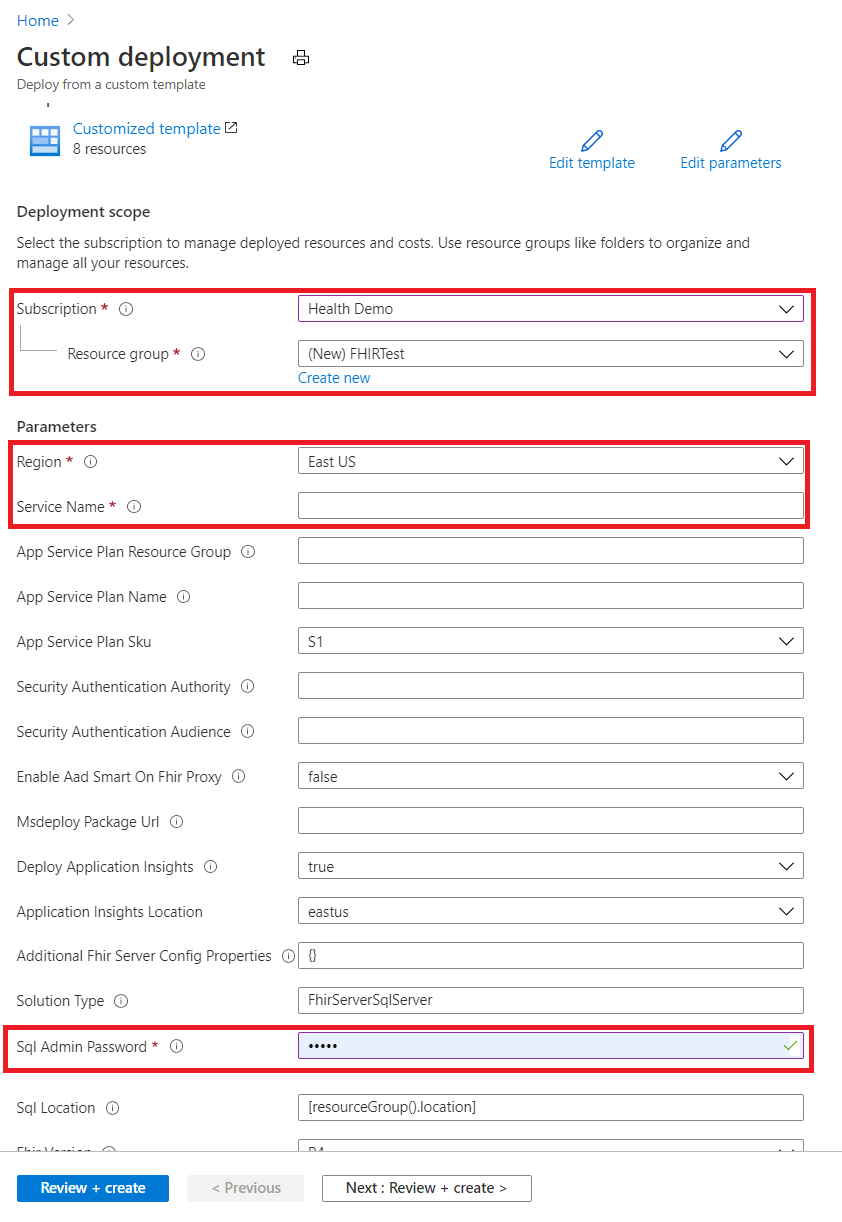 Home >
Custom deployment
Deploy from a custom template
Customized template
8 resources
Edit template
Edit parameters
Deployment scope
Select the subscription to manage deployed resources and costs. Use resource groups like folders to organize and
manage all your resources.
Subscription * Health Demo
Resource group * (New) FHIRTest
Create new
Parameters
Region * East US
Service Name *
App Service Plan Resource Group
App Service Plan Name
App Service Plan Sku S1
Security Authentication Authority
Security Authentication Audience
Enable Aad Smart On Fhir Proxy false
Msdeploy Package Url
Deploy Application Insights true
Application Insights Location eastus
Additional Fhir Server Config Properties {}
Solution Type FhirServerSqlServer
Sql Admin Password * •••••
Sql Location [resourceGroup().location]
Fhir Version R4
Review + create
< Previous
Next : Review + create >